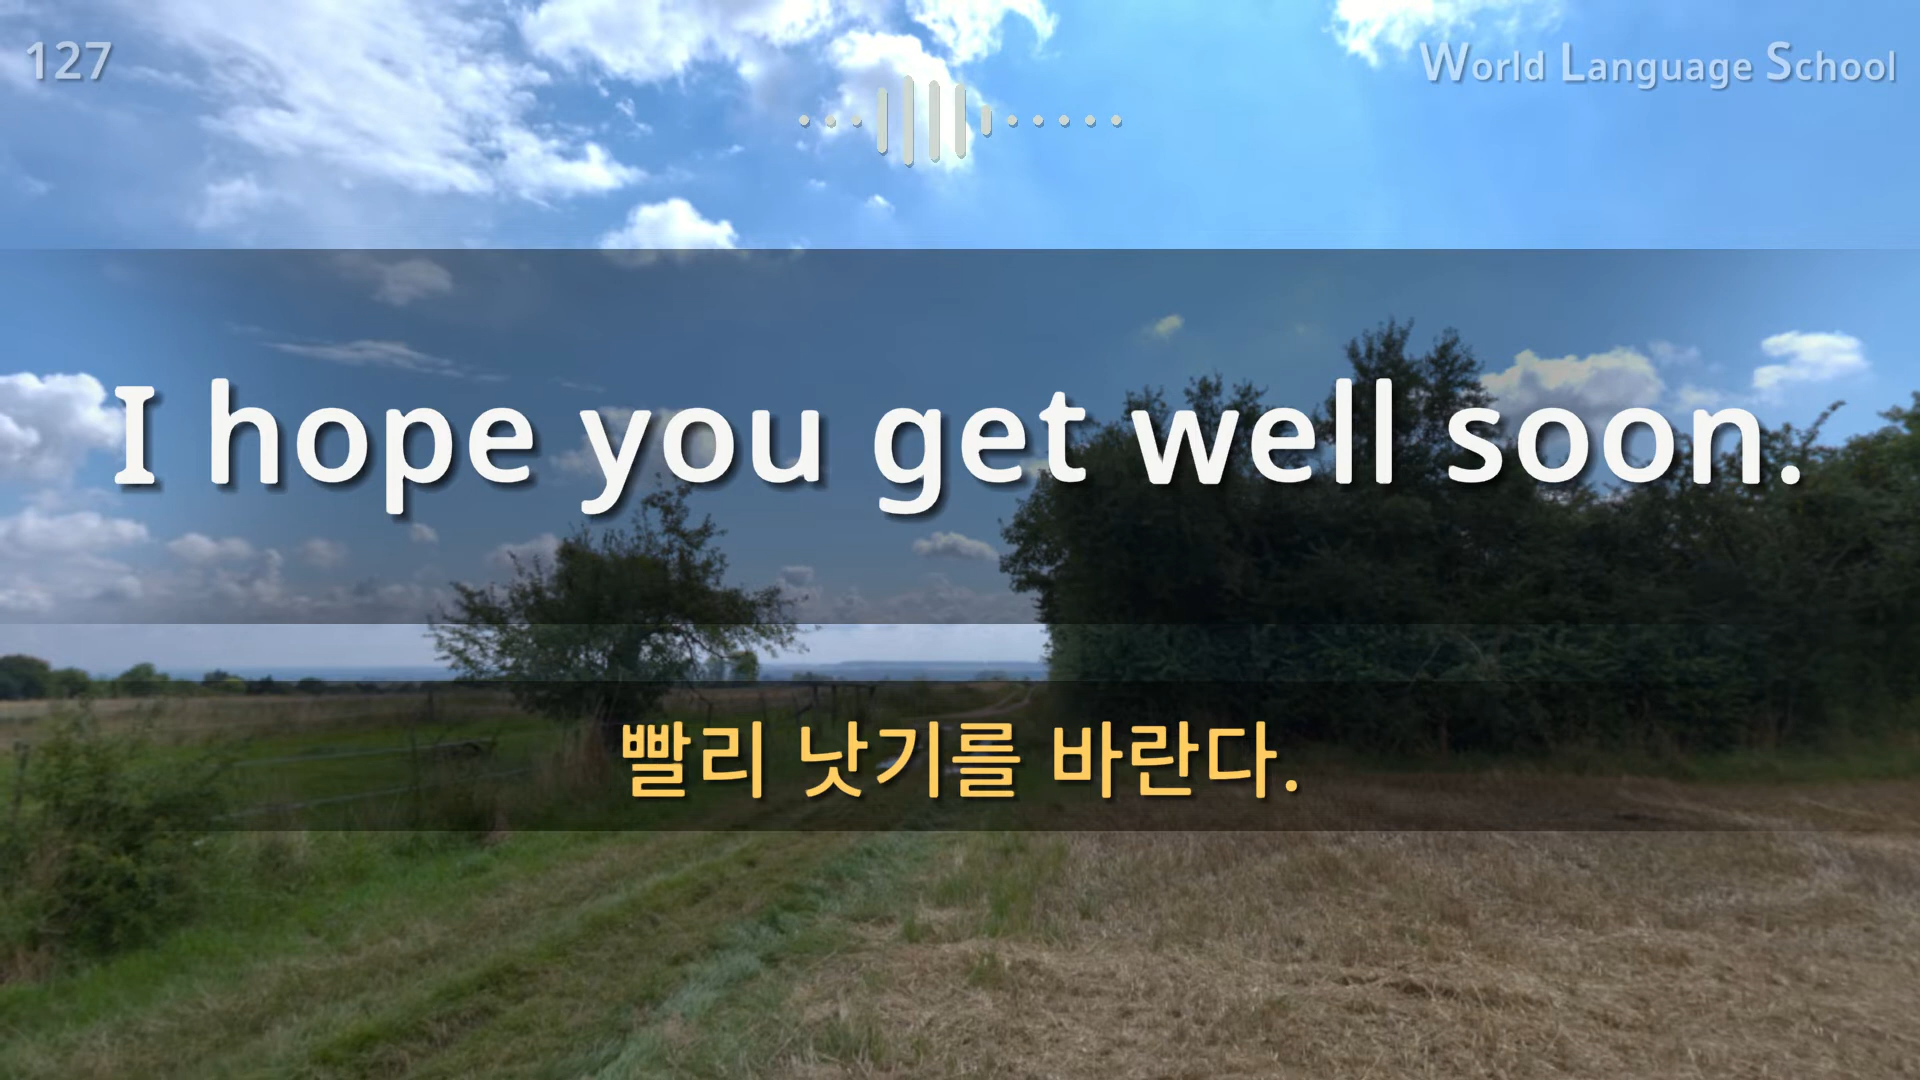 127
World Language School
I hope you get well soon.
빨리 낫기를 바란다.